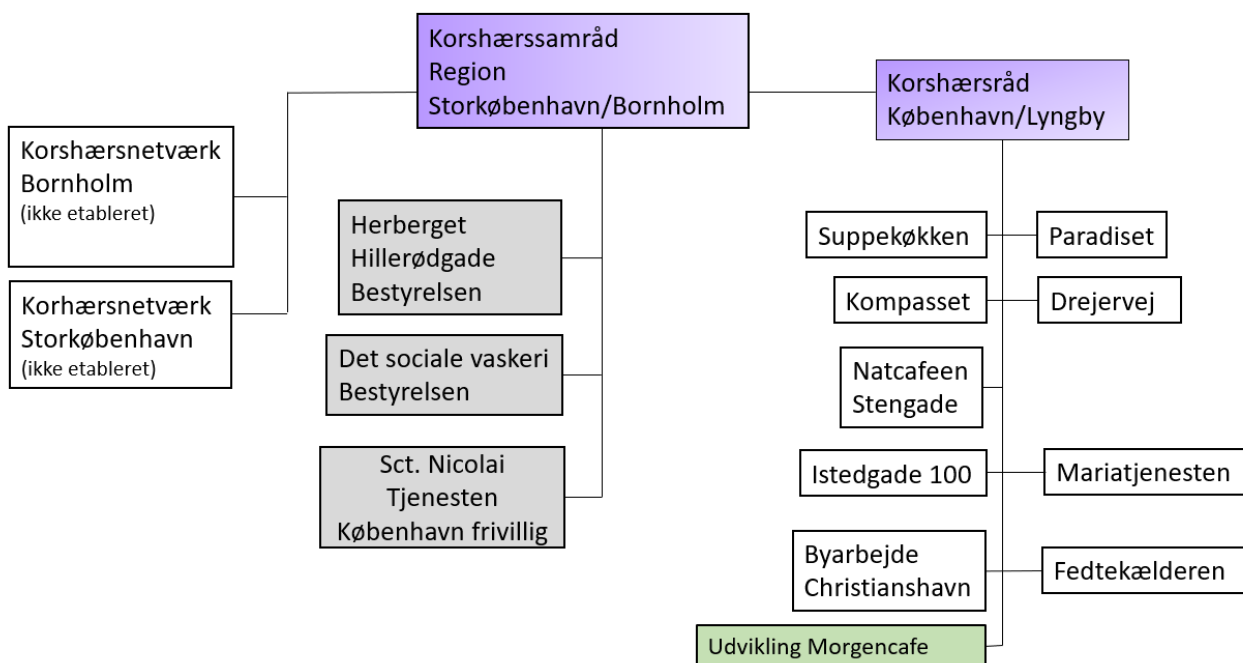 Korshærssamråd
Region
Storkøbenhavn/Bornholm
Korshærsråd
København/Lyngby
Korshærsnetværk
Bornholm
(ikke etableret)
Korhærsnetværk
Storkøbenhavn
(ikke etableret)
Herberget
Hillerødgade
Bestyrelsen
Det sociale vaskeri
Bestyrelsen
Sct. Nicolai
Tjenesten
København frivillig
Suppekøkken
Paradiset
Kompasset
Drejervej
Natcafeen
Stengade
Istedgade 100
Mariatjenesten
Byarbejde
Christianshavn
Fedtekælderen
Udvikling Morgencafe